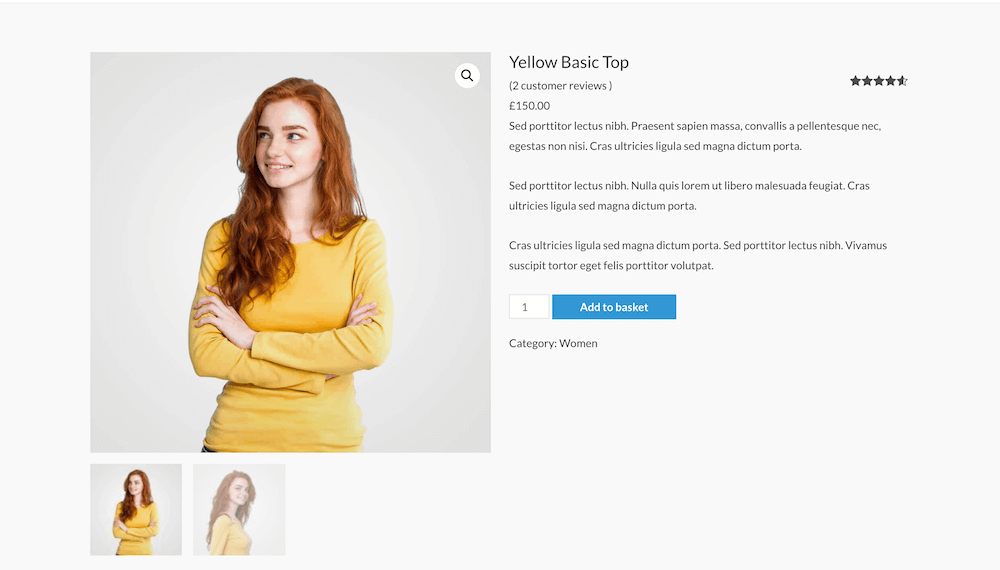 Yellow Basic Top
(2 customer reviews )
£150.00
Sed porttitor lectus nibh. Praesent sapien massa, convallis a pellentesque nec,
egestas non nisi. Cras ultricies ligula sed magna dictum porta.
Sed porttitor lectus nibh. Nulla quis lorem ut libero malesuada feugiat. Cras
ultricies ligula sed magna dictum porta.
Cras ultricies ligula sed magna dictum porta. Sed porttitor lectus nibh. Vivamus
suscipit tortor eget felis porttitor volutpat.
1 Add to basket
Category: Women